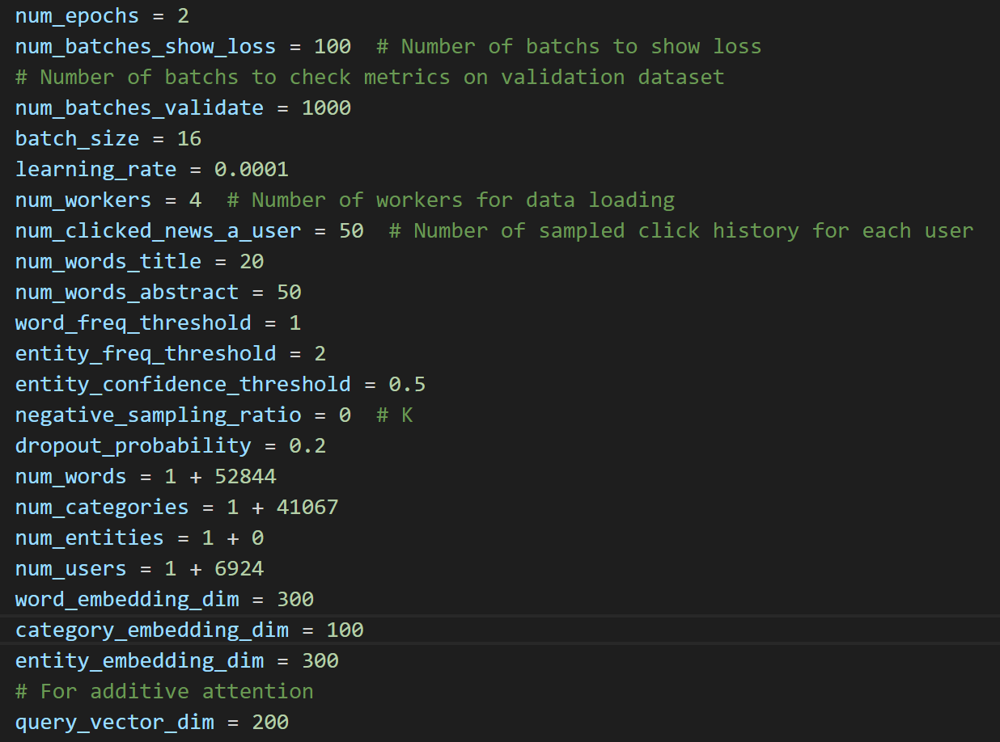 num_epochs = 2
num_batches_show_loss = 100  # Number of batchs to show loss
# Number of batchs to check metrics on validation dataset
num_batches_validate = 1000
batch_size = 16
learning_rate = 0.0001
num_workers = 4  # Number of workers for data loading
num_clicked_news_a_user = 50  # Number of sampled click history for each user
num_words_title = 20
num_words_abstract = 50
word_freq_threshold = 1
entity_freq_threshold = 2
entity_confidence_threshold = 0.5
negative_sampling_ratio = 0  # K
dropout_probability = 0.2
num_words = 1 + 52844
num_categories = 1 + 41067
num_entities = 1 + 0
num_users = 1 + 6924
word_embedding_dim = 300
category_embedding_dim = 100
entity_embedding_dim = 300
# For additive attention
query_vector_dim = 200